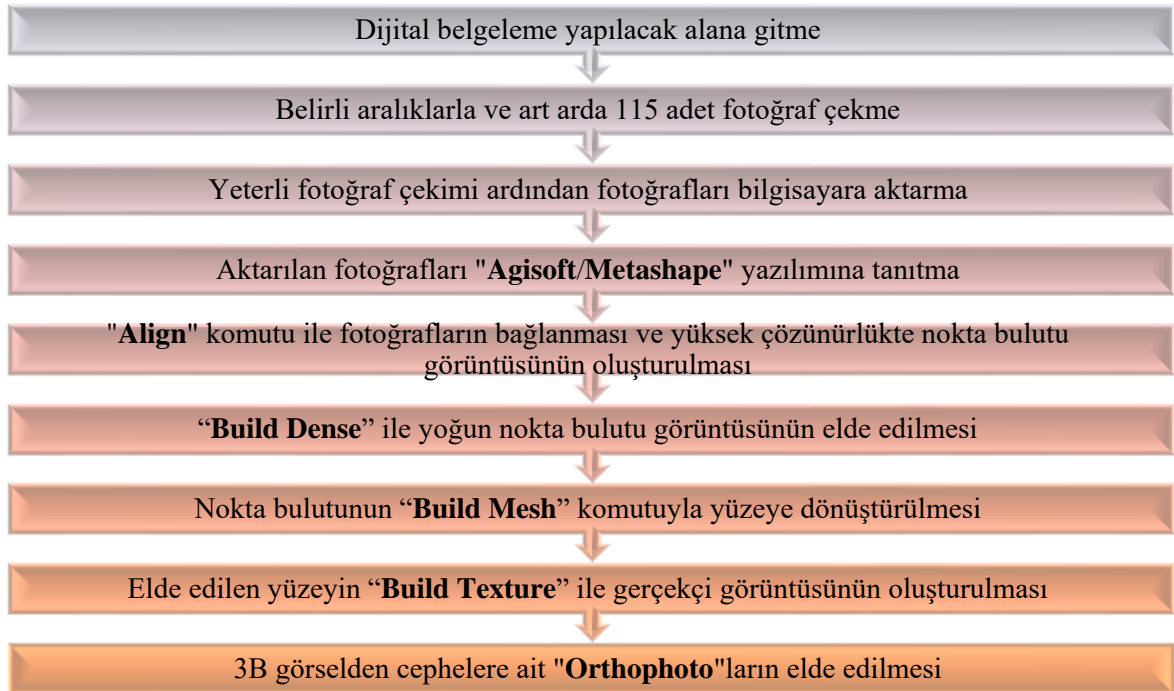 Dijital belgeleme yapılacak alana gitme
Belirli aralıklarla ve art arda 115 adet fotoğraf çekme
Yeterli fotoğraf çekimi ardından fotoğrafları bilgisayara aktarma
Aktarılan fotoğrafları "Agisoft/Metashape" yazılımına tanıtma
"Align" komutu ile fotoğrafların bağlanması ve yüksek çözünürlükte nokta bulutu
görüntüsünün oluşturulması
“Build Dense” ile yoğun nokta bulutu görüntüsünün elde edilmesi
Nokta bulutunun “Build Mesh” komutuyla yüzeye dönüştürülmesi
Elde edilen yüzeyin “Build Texture” ile gerçekçi görüntüsünün oluşturulması
3B görselden cephelere ait "Orthophoto"ların elde edilmesi